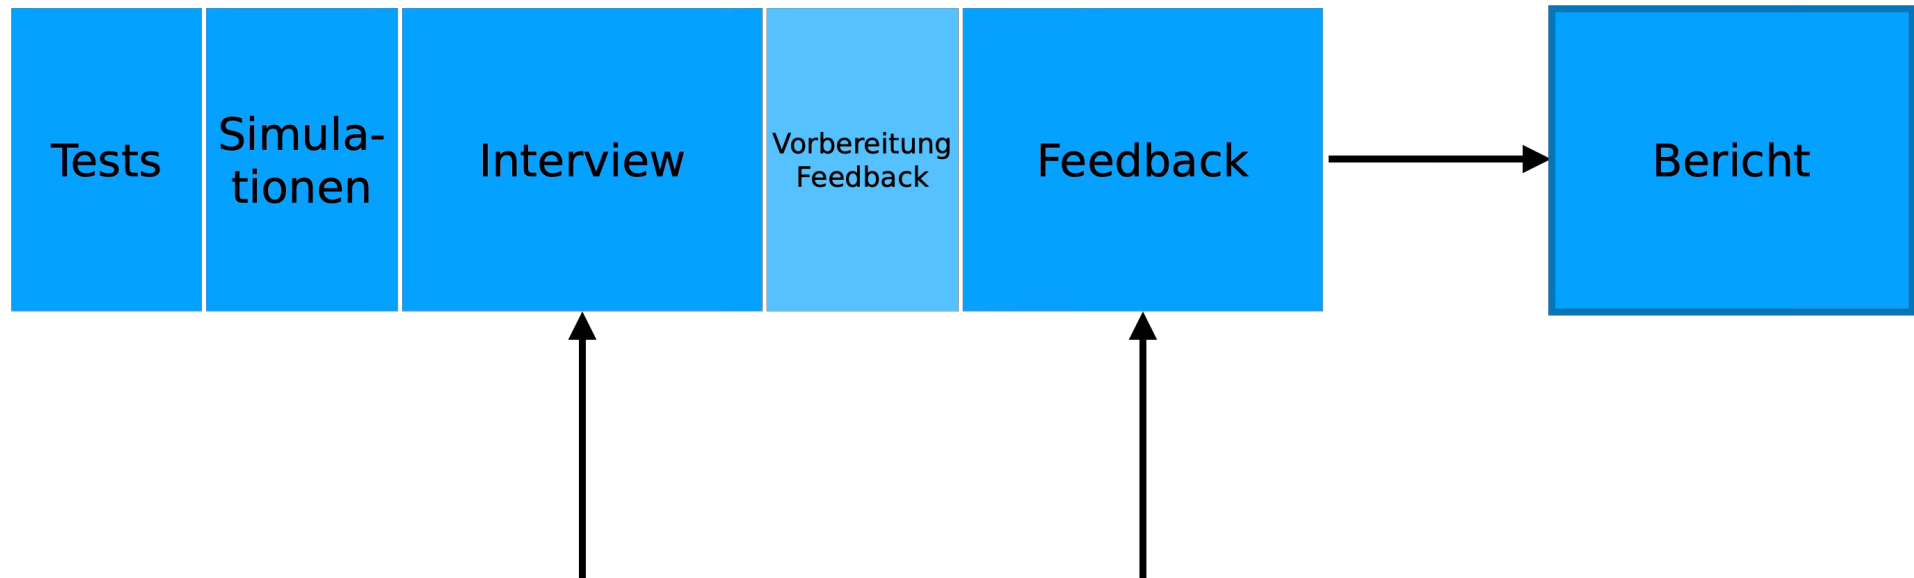 Tests
Simula-
tionen
Interview
Vorbereitung
Feedback
Feedback
Bericht